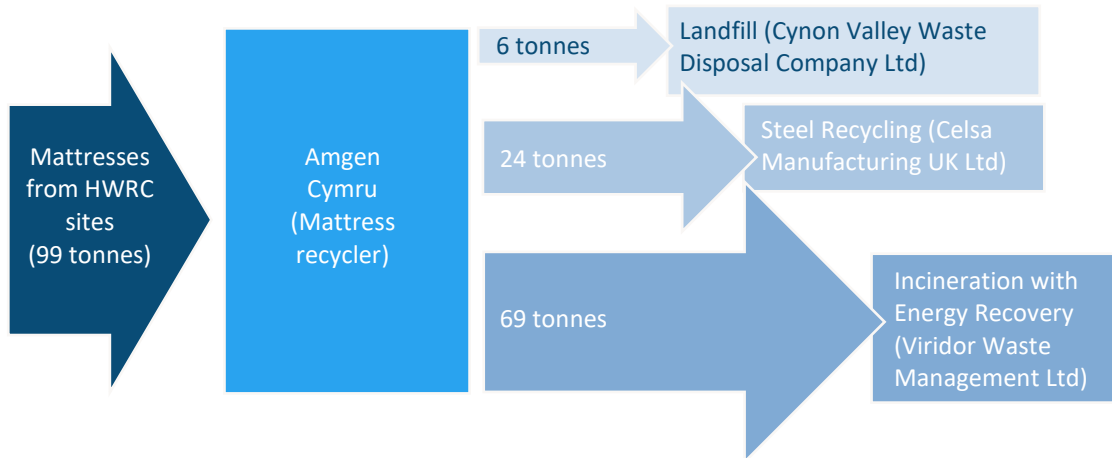 Mattresses
from HWRC
sites
(99 tonnes)
Amgen
Cymru
(Mattress
recycler)
6 tonnes
Landfill (Cynon Valley Waste
Disposal Company Ltd)
24 tonnes
Steel Recycling (Celsa
Manufacturing UK Ltd)
69 tonnes
Incineration with
Energy Recovery
(Viridor Waste
Management Ltd)